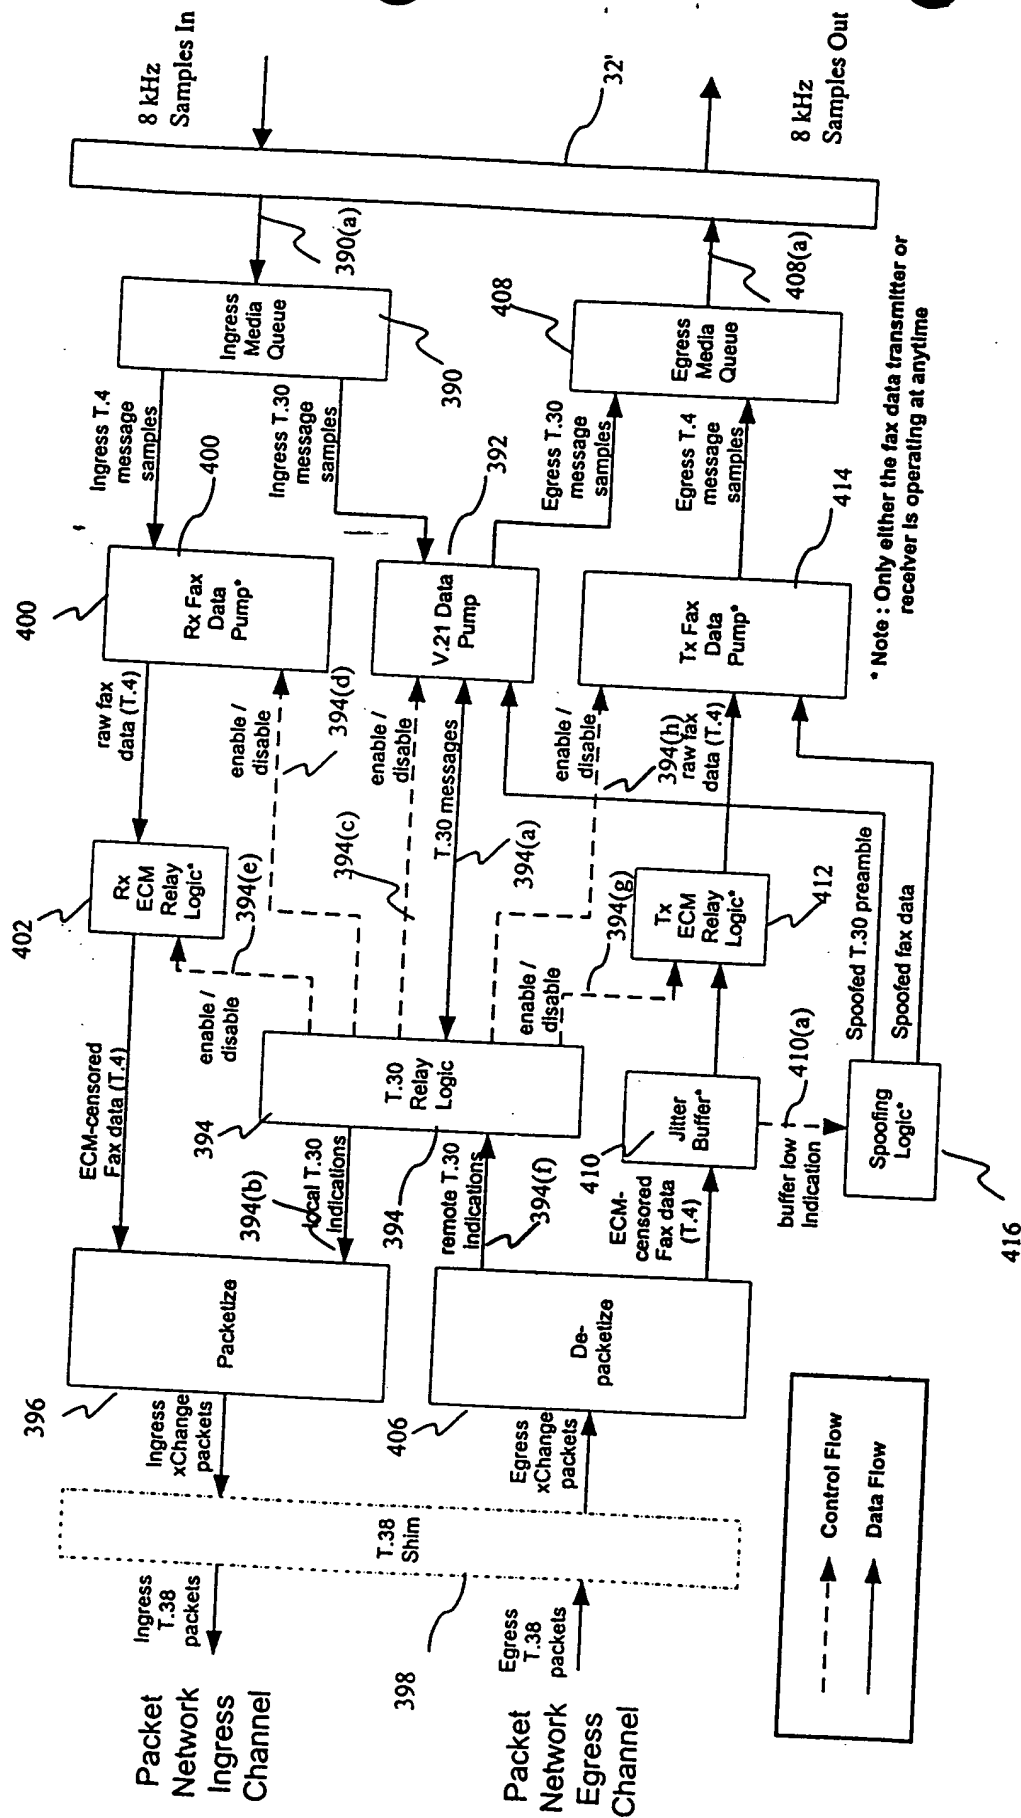 Packet
Network
Ingress
Channel
Ingress
T.38
packets
Ingress
xChange
packets
396
Packetize
ECM-censored
Fax data (T.4)
402
Rx
ECM
Relay
Logic*
raw fax
data (T.4)
400
Rx Fax
Data
Pump*
400
Ingress T.4
message
samples
Ingress T.30
message
samples
Ingress
Media
Queue
390
390(a)
8 kHz
Samples In
32'
enable /
disable
394(e)
enable /
disable
394(d)
394(b)
local T.30
Indications
394
T.30
Relay
Logic
394
394(c)
enable /
disable
T.30 messages
394(a)
V.21 Data
Pump
392
Egress T.30
message
samples
408
Egress
Media
Queue
408(a)
8 kHz
Samples Out
T.38
Shim
398
Packet
Network
Egress
Channel
Egress
T.38
packets
Egress
xChange
packets
406
De-
packetize
remote T.30
Indications
394(f)
ECM-
censored
Fax data
(T.4)
410
Jitter
Buffer*
enable /
disable
394(g)
Tx
ECM
Relay
Logic*
412
enable /
disable
394(h)
raw fax
data (T.4)
Tx Fax
Data
Pump*
414
Egress T.4
message
samples
buffer low
Indication
410(a)
Spoofing
Logic*
416
Spoofed T.30 preamble
Spoofed fax data
* Note : Only either the fax data transmitter or
receiver is operating at anytime
Control Flow
Data Flow